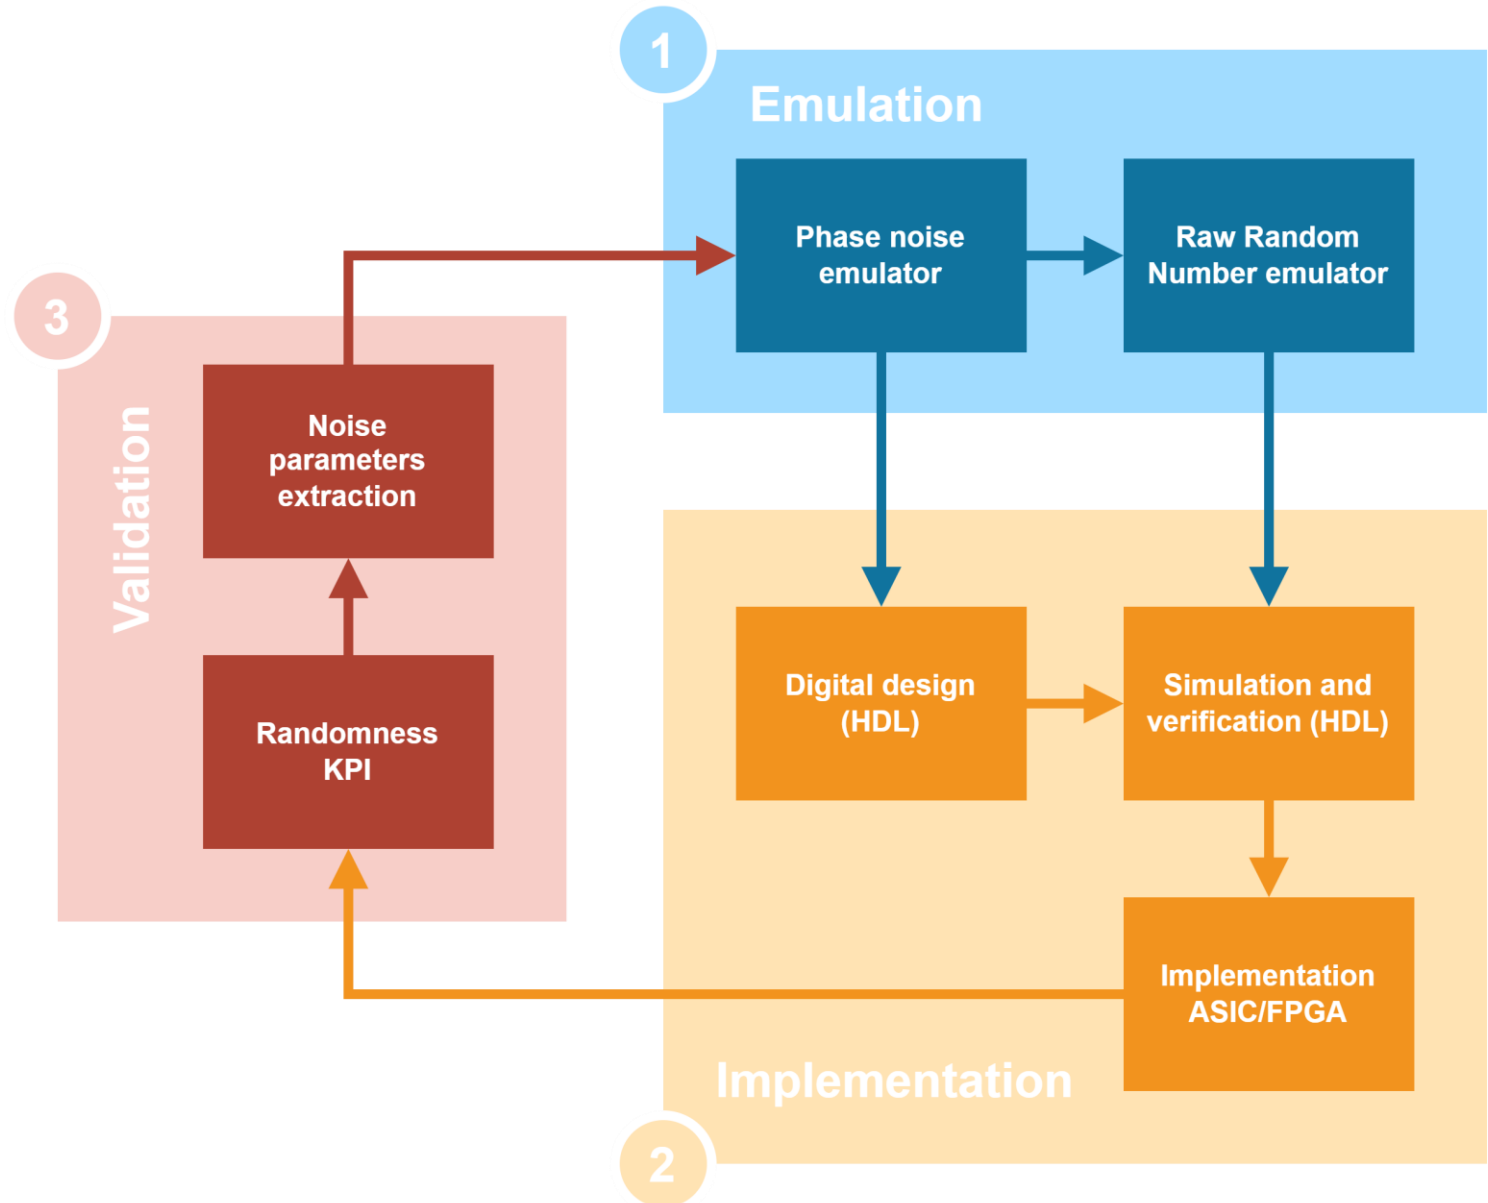 1
Emulation
Phase noise
emulator
Raw Random
Number emulator
3
Validation
Noise
parameters
extraction
Randomness
KPI
Digital design
(HDL)
Simulation and
verification (HDL)
Implementation
ASIC/FPGA
Implementation
2